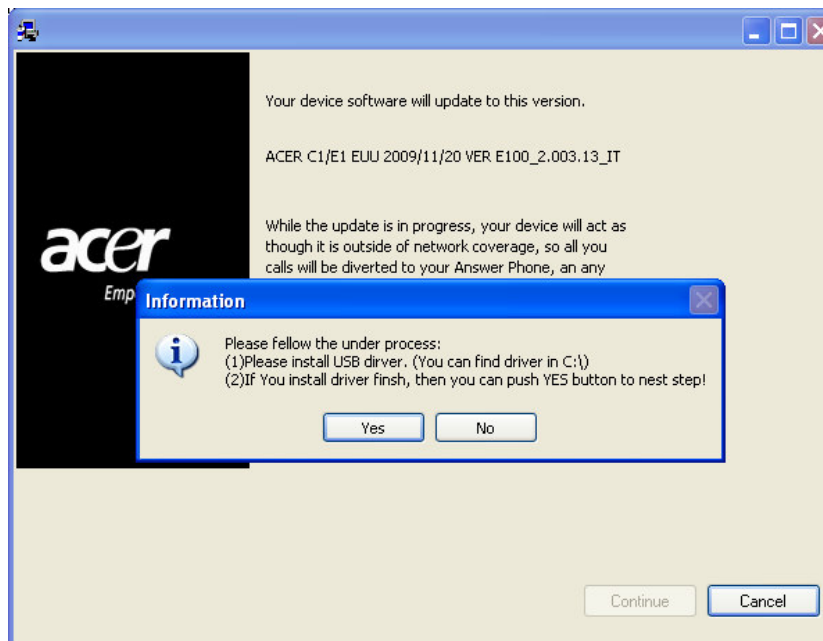 Your device software will update to this version.
ACER C1/E1 EUU 2009/11/20 VER E100_2.003.13_IT
While the update is in progress, your device will act as
though it is outside of network coverage, so all you
calls will be diverted to your Answer Phone, an any
acer
Emp
Information
Please fellow the under process:
(1)Please install USB dirver. (You can find driver in C:\)
(2)If You install driver finsh, then you can push YES button to nest step!
Yes
No
Continue
Cancel